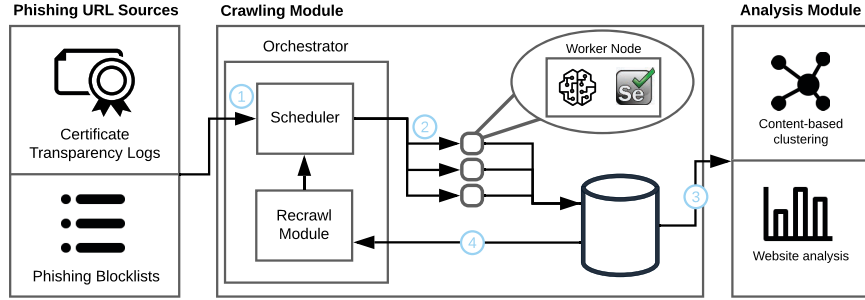 Phishing URL Sources
Crawling Module
Analysis Module
Certificate
Transparency Logs
Phishing Blocklists
Orchestrator
1
Scheduler
Recrawl
Module
2
Worker Node
Se
4
3
Content-based
clustering
Website analysis